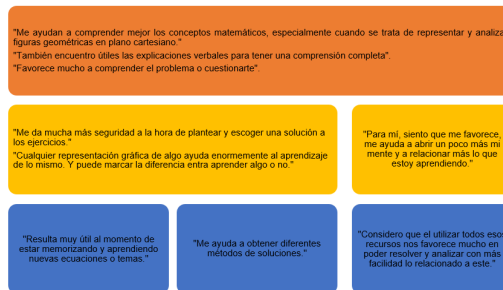 "Me ayudan a comprender mejor los conceptos matemáticos, especialmente cuando se trata de representar y analiza
figuras geométricas en plano cartesiano."
"También encuentro útiles las explicaciones verbales para tener una comprensión completa".
"Favorece mucho a comprender el problema o cuestionarte".
"Me da mucha más seguridad a la hora de plantear y escoger una solución a
los ejercicios."
"Cualquier representación gráfica de algo ayuda enormemente al aprendizaje
de lo mismo. Y puede marcar la diferencia entra aprender algo o no."
"Para mí, siento que me favorece,
me ayuda a abrir un poco más mi
mente y a relacionar más lo que
estoy aprendiendo."
"Resulta muy útil al momento de
estar memorizando y aprendiendo
nuevas ecuaciones o temas."
"Me ayuda a obtener diferentes
métodos de soluciones."
"Considero que el utilizar todos esos
recursos nos favorece mucho en
poder resolver y analizar con más
facilidad lo relacionado a este."